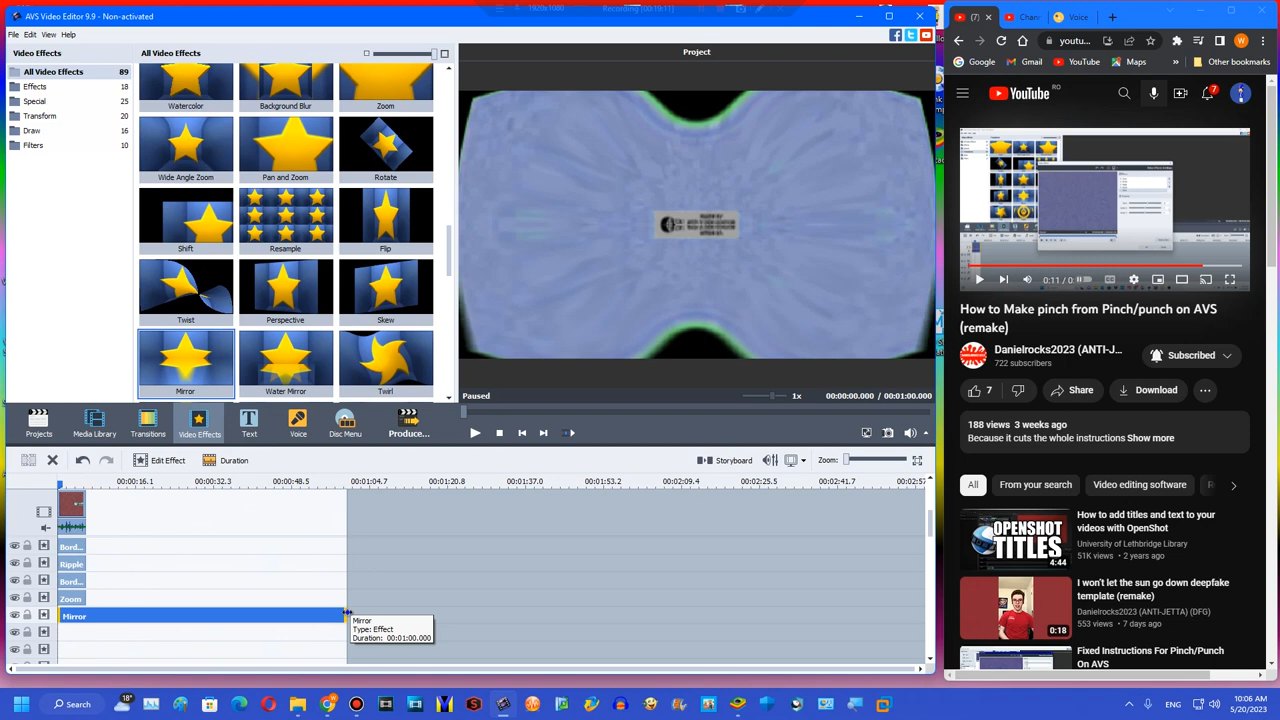 AVS Video Editor 9.9 - Non-activated
1920x1080
Recording [00:19:11]
File Edit View Help
Video Effects
All Video Effects 89
Effects 18
Special 25
Transform 20
Draw 16
Filters 10
All Video Effects
Watercolor Background Blur Zoom
Wide Angle Zoom Pan and Zoom Rotate
Shift Resample Flip
Twist Perspective Skew
Mirror Water Mirror Twirl
Project
Paused
1x
00:00:00.000 / 00:01:00.000
Projects Media Library Transitions Video Effects Text Voice Disc Menu Produce...
Edit Effect Duration
Storyboard
Zoom:
00:00:16.1 00:00:32.3 00:00:48.5 00:01:04.7 00:01:20.8 00:01:37.0 00:01:53.2 00:02:09.4 00:02:25.5 00:02:41.7 00:02:57
Bord...
Ripple
Bord...
Zoom
Mirror
Mirror
Type: Effect
Duration: 00:01:00.000
(7)
Chan
Voice
youtu...
W
Google Gmail YouTube Maps » Other bookmarks
YouTube RO
7
0:11 / 0:
How to Make pinch from Pinch/punch on AVS
(remake)
Danielrocks2023 (ANTI-J...
722 subscribers
Subscribed
7
Share
Download
188 views 3 weeks ago
Because it cuts the whole instructions Show more
All From your search Video editing software
OPENSHOT
TITLES
4:44
How to add titles and text to your
videos with OpenShot
University of Lethbridge Library
51K views • 2 years ago
0:18
I won't let the sun go down deepfake
template (remake)
Danielrocks2023 (ANTI-JETTA) (DFG)
553 views • 7 days ago
Fixed Instructions For Pinch/Punch
On AVS
Search
18°
ENG
10:06 AM
5/20/2023